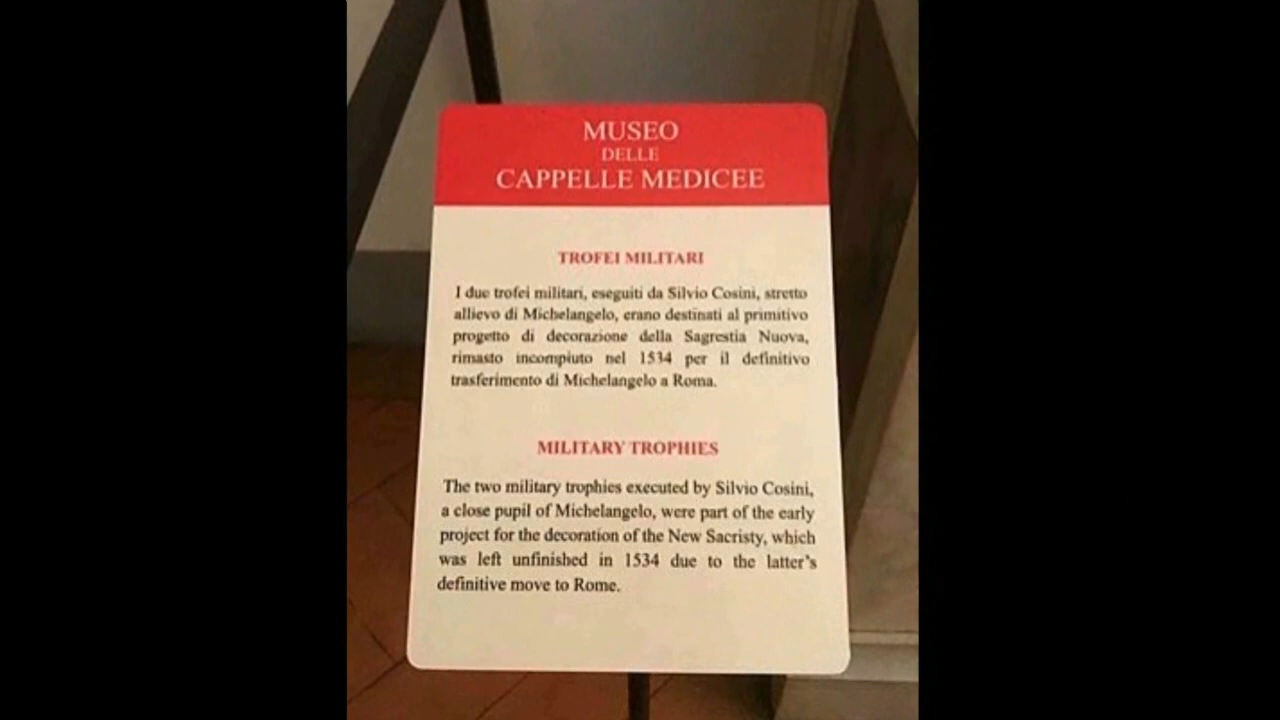 MUSEO
DELLE
CAPPELLE MEDICEE
TROFEI MILITARI
I due trofei militari, eseguiti da Silvio Cosini, stretto
allievo di Michelangelo, erano destinati al primitivo
progetto di decorazione della Sagrestia Nuova,
rimasto incompiuto nel 1534 per il definitivo
trasferimento di Michelangelo a Roma.
MILITARY TROPHIES
The two military trophies executed by Silvio Cosini,
a close pupil of Michelangelo, were part of the early
project for the decoration of the New Sacristy, which
was left unfinished in 1534 due to the latter's
definitive move to Rome.